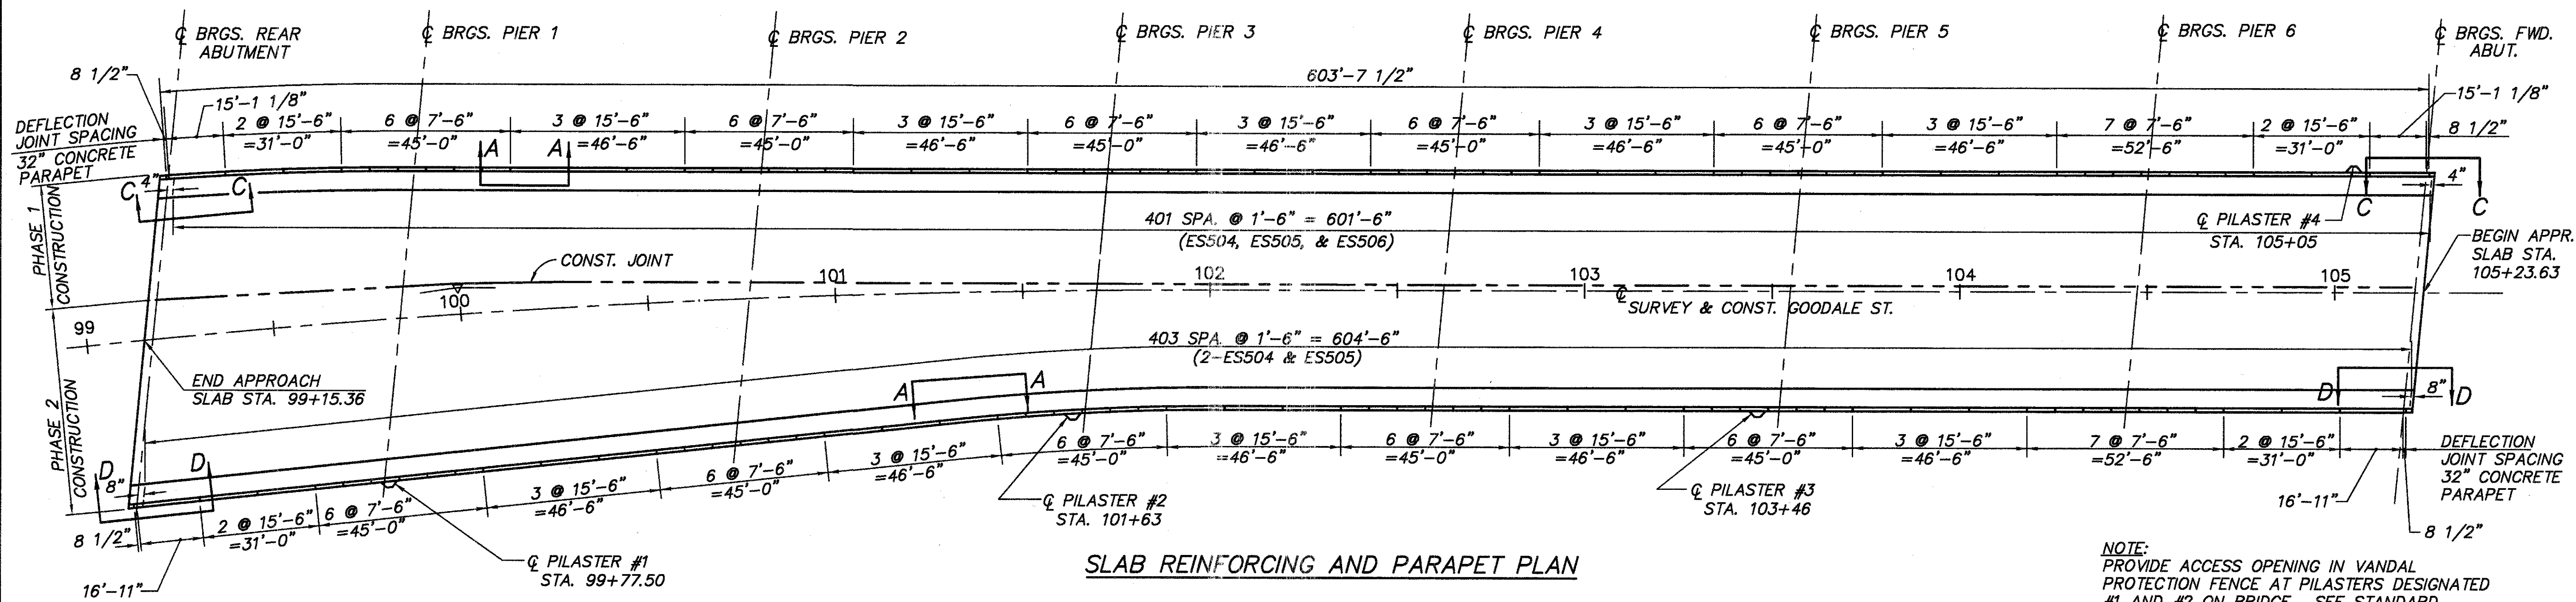 ℄ BRGS. REAR
ABUTMENT
℄ BRGS. PIER 1
℄ BRGS. PIER 2
℄ BRGS. PIER 3
℄ BRGS. PIER 4
℄ BRGS. PIER 5
℄ BRGS. PIER 6
℄ BRGS. FWD.
ABUT.
8 1/2"
603'-7 1/2"
15'-1 1/8"
15'-1 1/8"
DEFLECTION
JOINT SPACING
32" CONCRETE
PARAPET
2 @ 15'-6"
=31'-0"
6 @ 7'-6"
=45'-0"
3 @ 15'-6"
=46'-6"
6 @ 7'-6"
=45'-0"
3 @ 15'-6"
=46'-6"
6 @ 7'-6"
=45'-0"
3 @ 15'-6"
=46'-6"
6 @ 7'-6"
=45'-0"
3 @ 15'-6"
=46'-6"
6 @ 7'-6"
=45'-0"
3 @ 15'-6"
=46'-6"
7 @ 7'-6"
=52'-6"
2 @ 15'-6"
=31'-0"
8 1/2"
A A
C 4" C
4"
C C
PHASE 1
CONSTRUCTION
401 SPA. @ 1'-6" = 601'-6"
(ES504, ES505, & ES506)
℄ PILASTER #4
STA. 105+05
BEGIN APPR.
SLAB STA.
105+23.63
CONST. JOINT
99
100
101
102
103
104
105
℄ SURVEY & CONST. GOODALE ST.
403 SPA. @ 1'-6" = 604'-6"
(2-ES504 & ES505)
END APPROACH
SLAB STA. 99+15.36
PHASE 2
CONSTRUCTION
A A
D D
8"
D D
8"
8 1/2"
16'-11"
2 @ 15'-6"
=31'-0"
6 @ 7'-6"
=45'-0"
3 @ 15'-6"
=46'-6"
6 @ 7'-6"
=45'-0"
3 @ 15'-6"
=46'-6"
6 @ 7'-6"
=45'-0"
3 @ 15'-6"
=46'-6"
6 @ 7'-6"
=45'-0"
3 @ 15'-6"
=46'-6"
6 @ 7'-6"
=45'-0"
3 @ 15'-6"
=46'-6"
7 @ 7'-6"
=52'-6"
2 @ 15'-6"
=31'-0"
16'-11"
8 1/2"
DEFLECTION
JOINT SPACING
32" CONCRETE
PARAPET
℄ PILASTER #1
STA. 99+77.50
℄ PILASTER #2
STA. 101+63
℄ PILASTER #3
STA. 103+46
SLAB REINFORCING AND PARAPET PLAN
NOTE:
PROVIDE ACCESS OPENING IN VANDAL
PROTECTION FENCE AT PILASTERS DESIGNATED
#1 AND #2 ON BRIDGE. SEE STANDARD